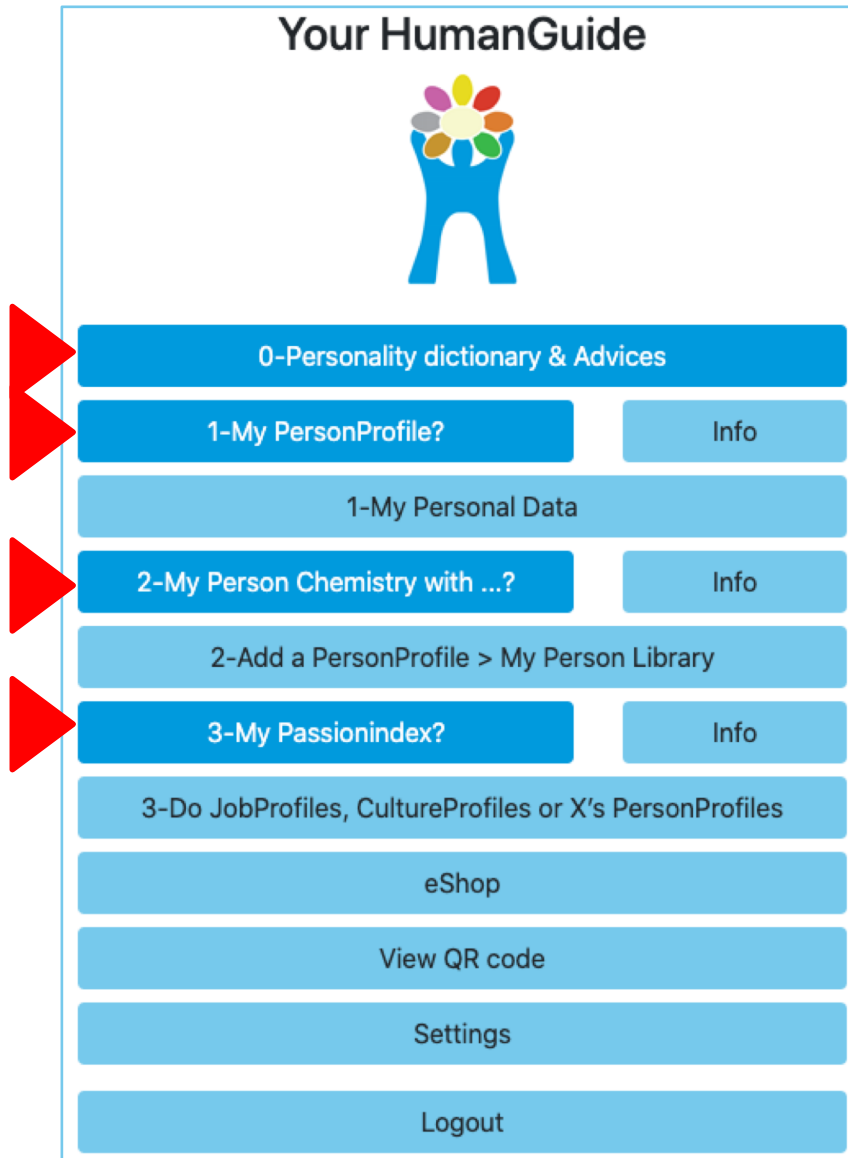 Your HumanGuide
0-Personality dictionary & Advices
1-My PersonProfile?
Info
1-My Personal Data
2-My Person Chemistry with ...?
Info
2-Add a PersonProfile > My Person Library
3-My Passionindex?
Info
3-Do JobProfiles, CultureProfiles or X’s PersonProfiles
eShop
View QR code
Settings
Logout